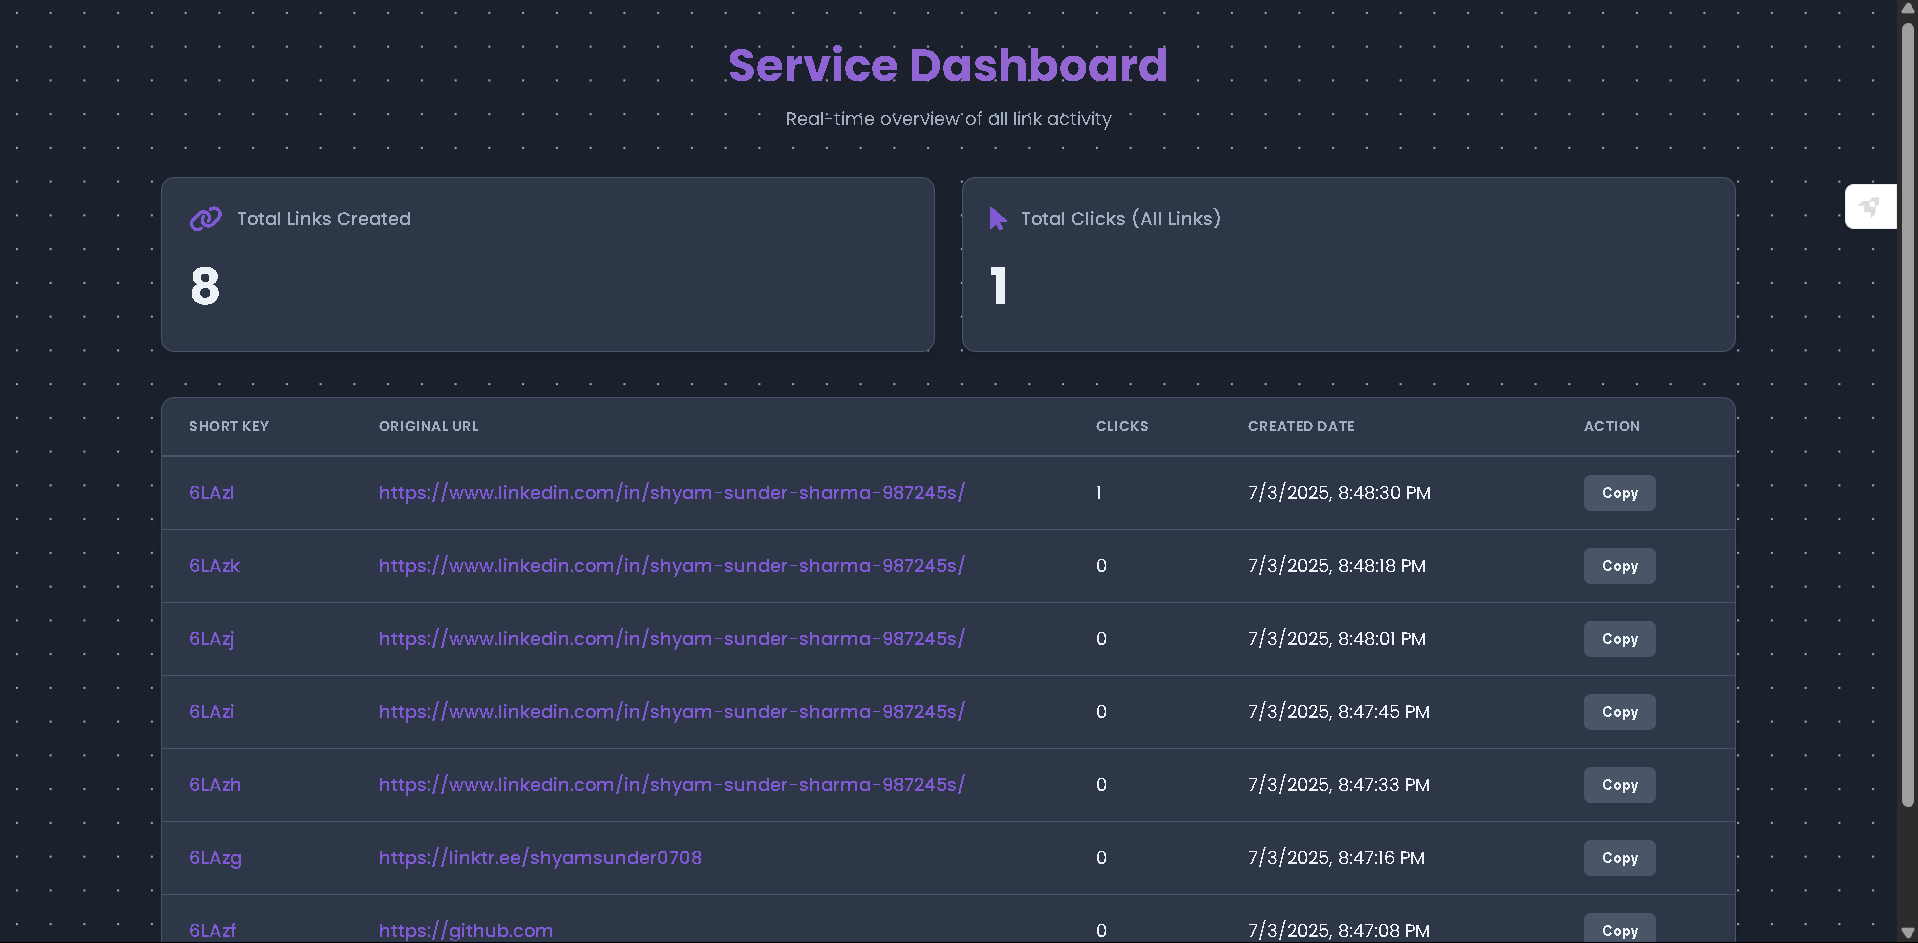 Service Dashboard
Real-time overview of all link activity
Total Links Created
8
Total Clicks (All Links)
1
SHORT KEY ORIGINAL URL CLICKS CREATED DATE ACTION
6LAzl https://www.linkedin.com/in/shyam-sunder-sharma-987245s/ 1 7/3/2025, 8:48:30 PM Copy
6LAzk https://www.linkedin.com/in/shyam-sunder-sharma-987245s/ 0 7/3/2025, 8:48:18 PM Copy
6LAzj https://www.linkedin.com/in/shyam-sunder-sharma-987245s/ 0 7/3/2025, 8:48:01 PM Copy
6LAzi https://www.linkedin.com/in/shyam-sunder-sharma-987245s/ 0 7/3/2025, 8:47:45 PM Copy
6LAzh https://www.linkedin.com/in/shyam-sunder-sharma-987245s/ 0 7/3/2025, 8:47:33 PM Copy
6LAzg https://linktr.ee/shyamsunder0708 0 7/3/2025, 8:47:16 PM Copy
6LAzf https://github.com 0 7/3/2025, 8:47:08 PM Copy